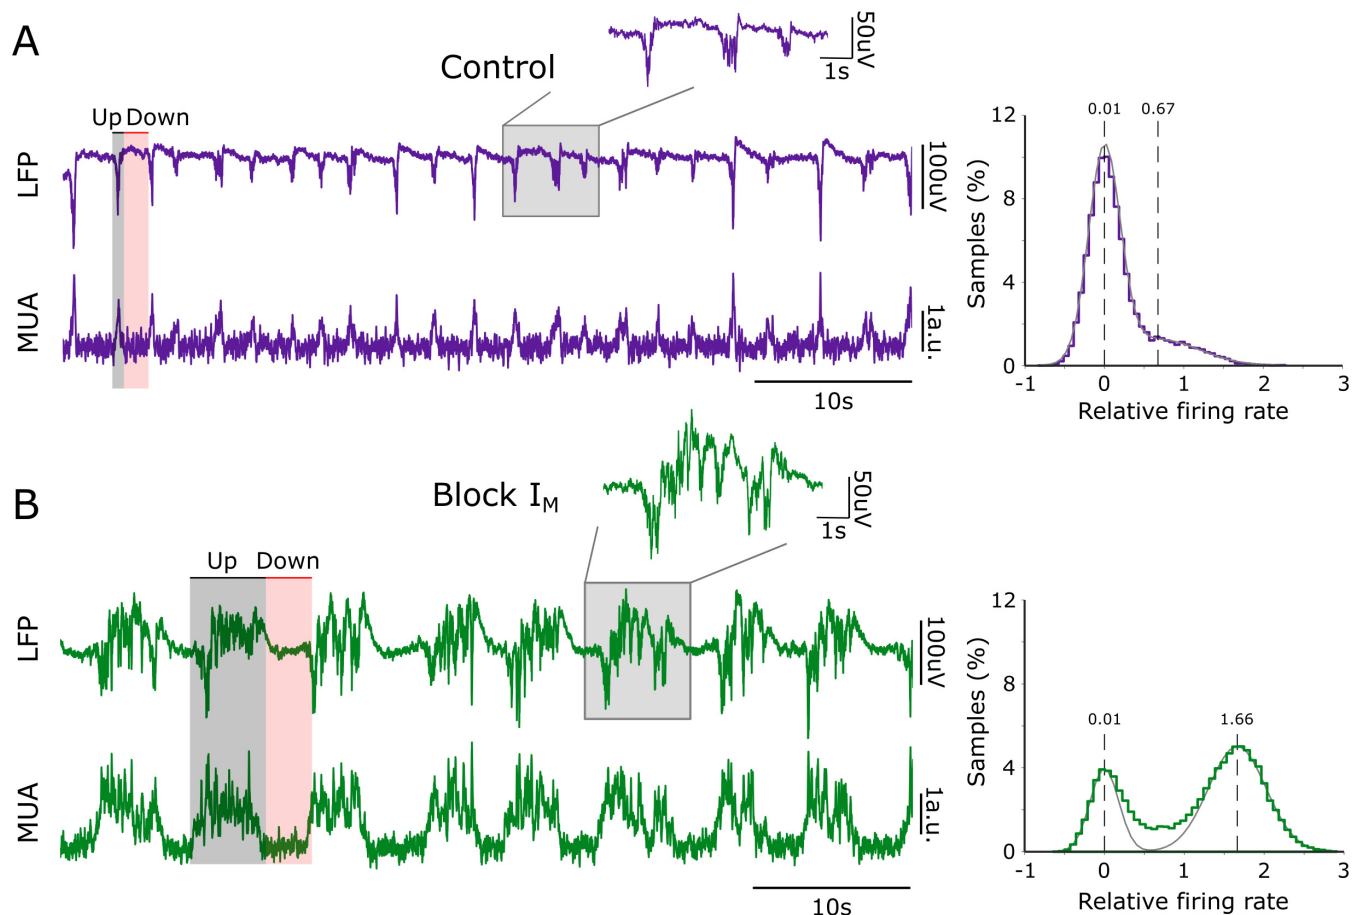 A
Control
50uV
1s
Up Down
LFP
100uV
MUA
1a.u.
10s
0.01 0.67
12
8
4
0
Samples (%)
-1 0 1 2 3
Relative firing rate
B
Block IM
50uV
1s
Up Down
LFP
100uV
MUA
1a.u.
10s
12
8
4
0
Samples (%)
0.01 1.66
-1 0 1 2 3
Relative firing rate